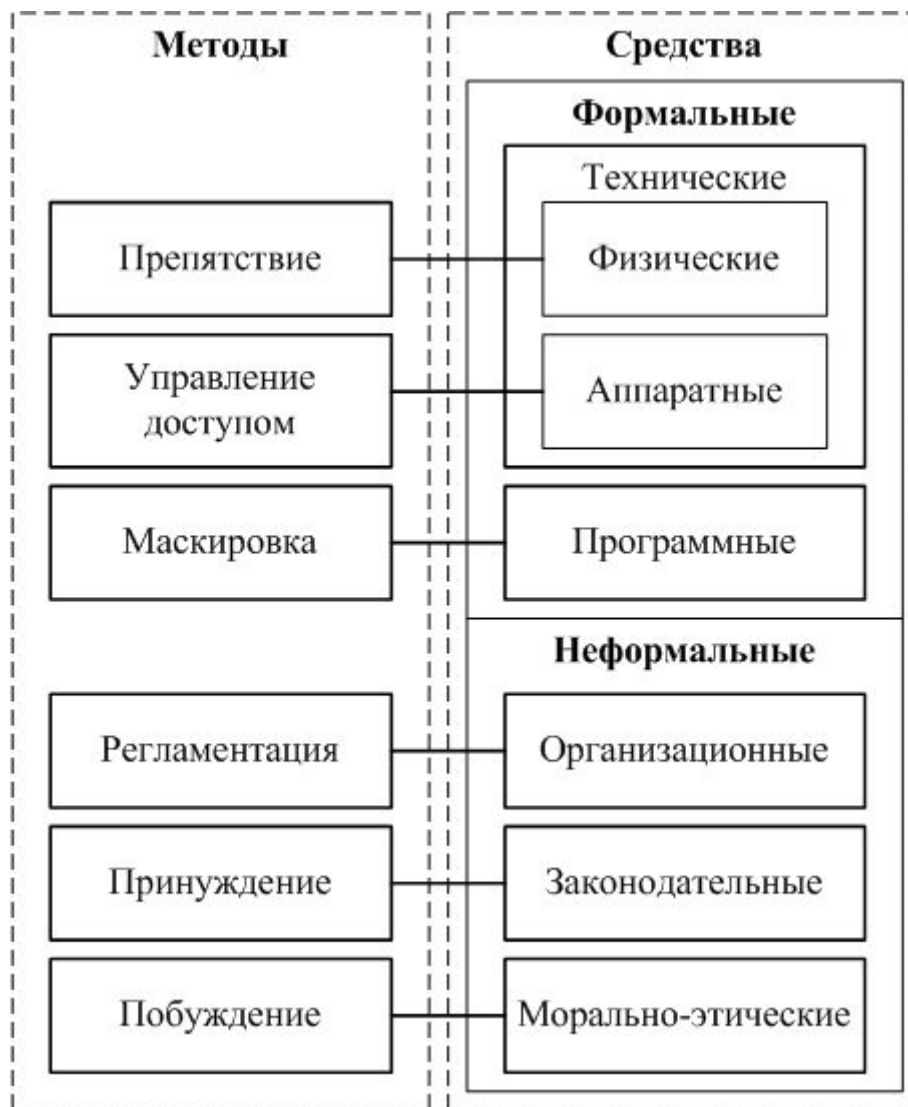 Методы
Средства
Формальные
Технические
Препятствие
Физические
Управление
доступом
Аппаратные
Маскировка
Программные
Неформальные
Регламентация
Организационные
Принуждение
Законодательные
Побуждение
Морально-этические